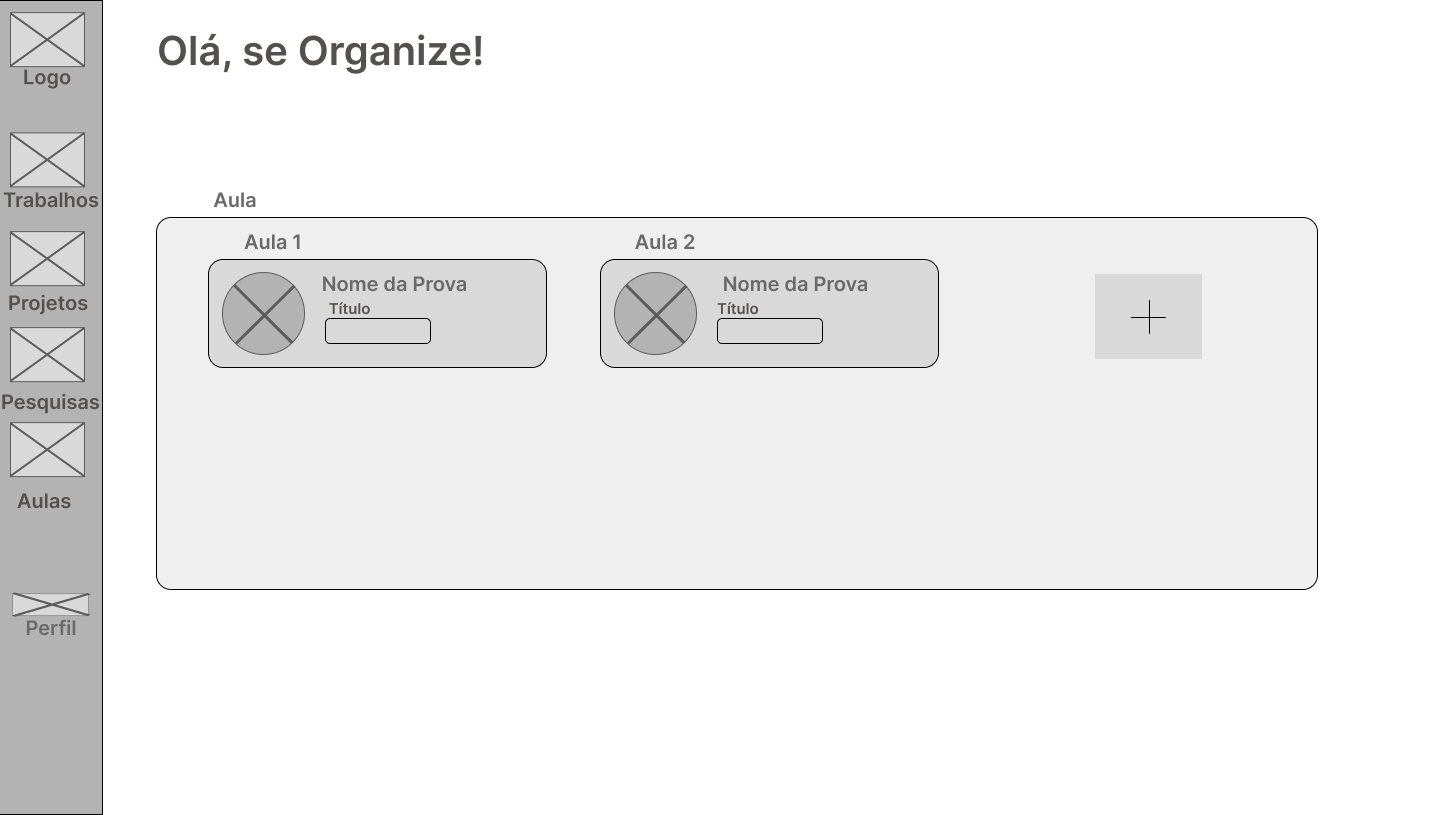 Logo
Trabalhos
Projetos
Pesquisas
Aulas
Perfil
Olá, se Organize!
Aula
Aula 1
Nome da Prova
Título
Aula 2
Nome da Prova
Título